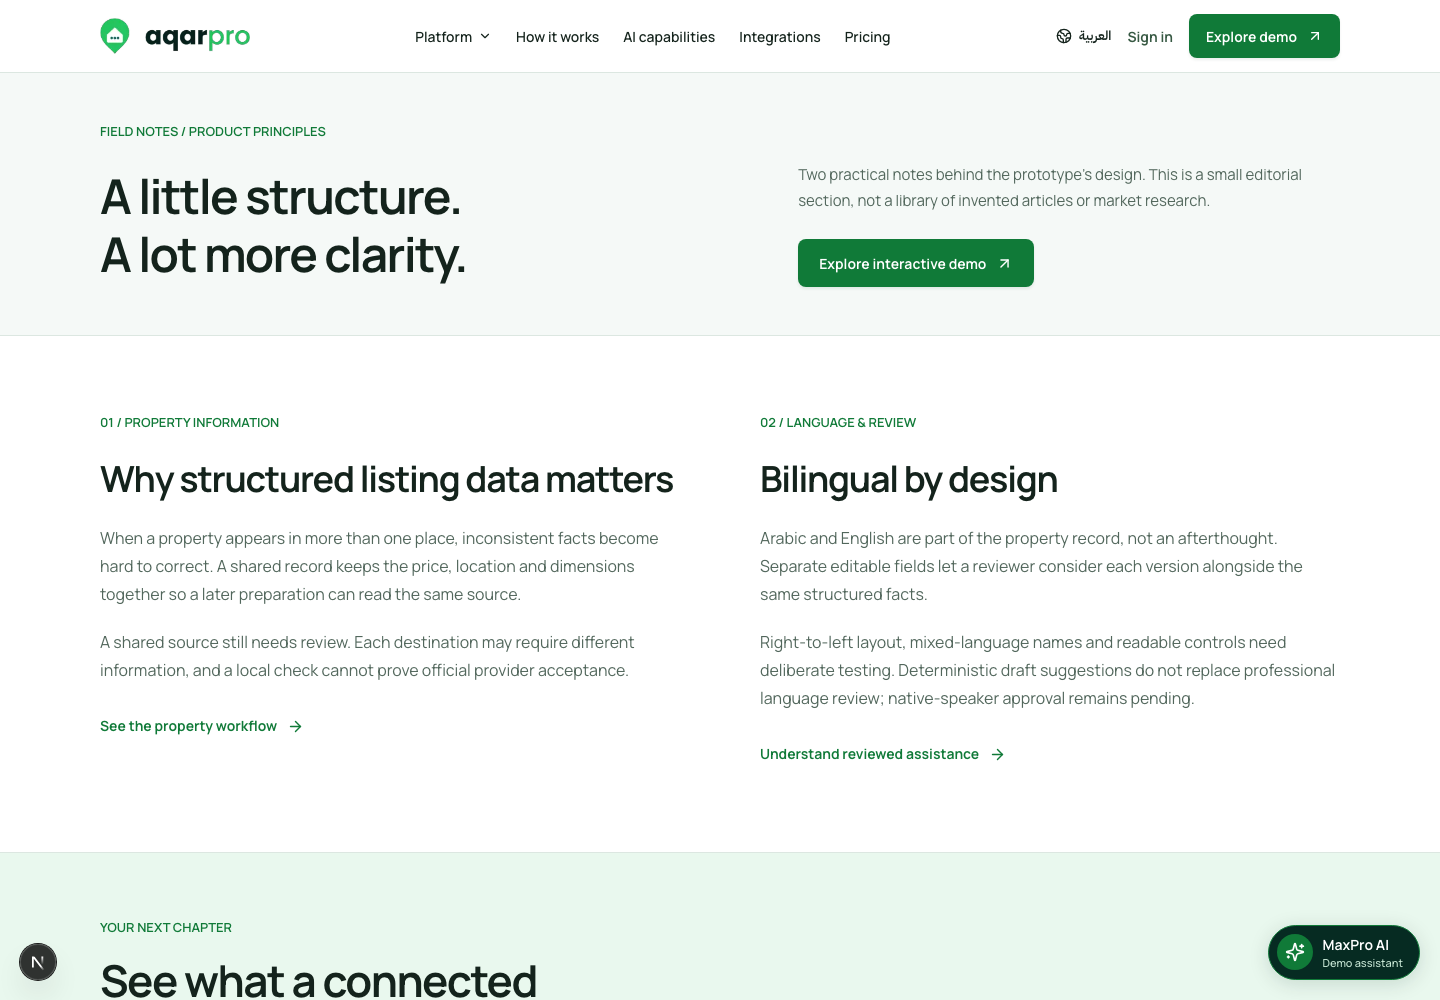 aqarpro
Platform
How it works
AI capabilities
Integrations
Pricing
العربية
Sign in
Explore demo
FIELD NOTES / PRODUCT PRINCIPLES
A little structure.
A lot more clarity.
Two practical notes behind the prototype's design. This is a small editorial
section, not a library of invented articles or market research.
Explore interactive demo
01 / PROPERTY INFORMATION
Why structured listing data matters
When a property appears in more than one place, inconsistent facts become
hard to correct. A shared record keeps the price, location and dimensions
together so a later preparation can read the same source.
A shared source still needs review. Each destination may require different
information, and a local check cannot prove official provider acceptance.
See the property workflow
02 / LANGUAGE & REVIEW
Bilingual by design
Arabic and English are part of the property record, not an afterthought.
Separate editable fields let a reviewer consider each version alongside the
same structured facts.
Right-to-left layout, mixed-language names and readable controls need
deliberate testing. Deterministic draft suggestions do not replace professional
language review; native-speaker approval remains pending.
Understand reviewed assistance
YOUR NEXT CHAPTER
See what a connected
N
MaxPro AI
Demo assistant